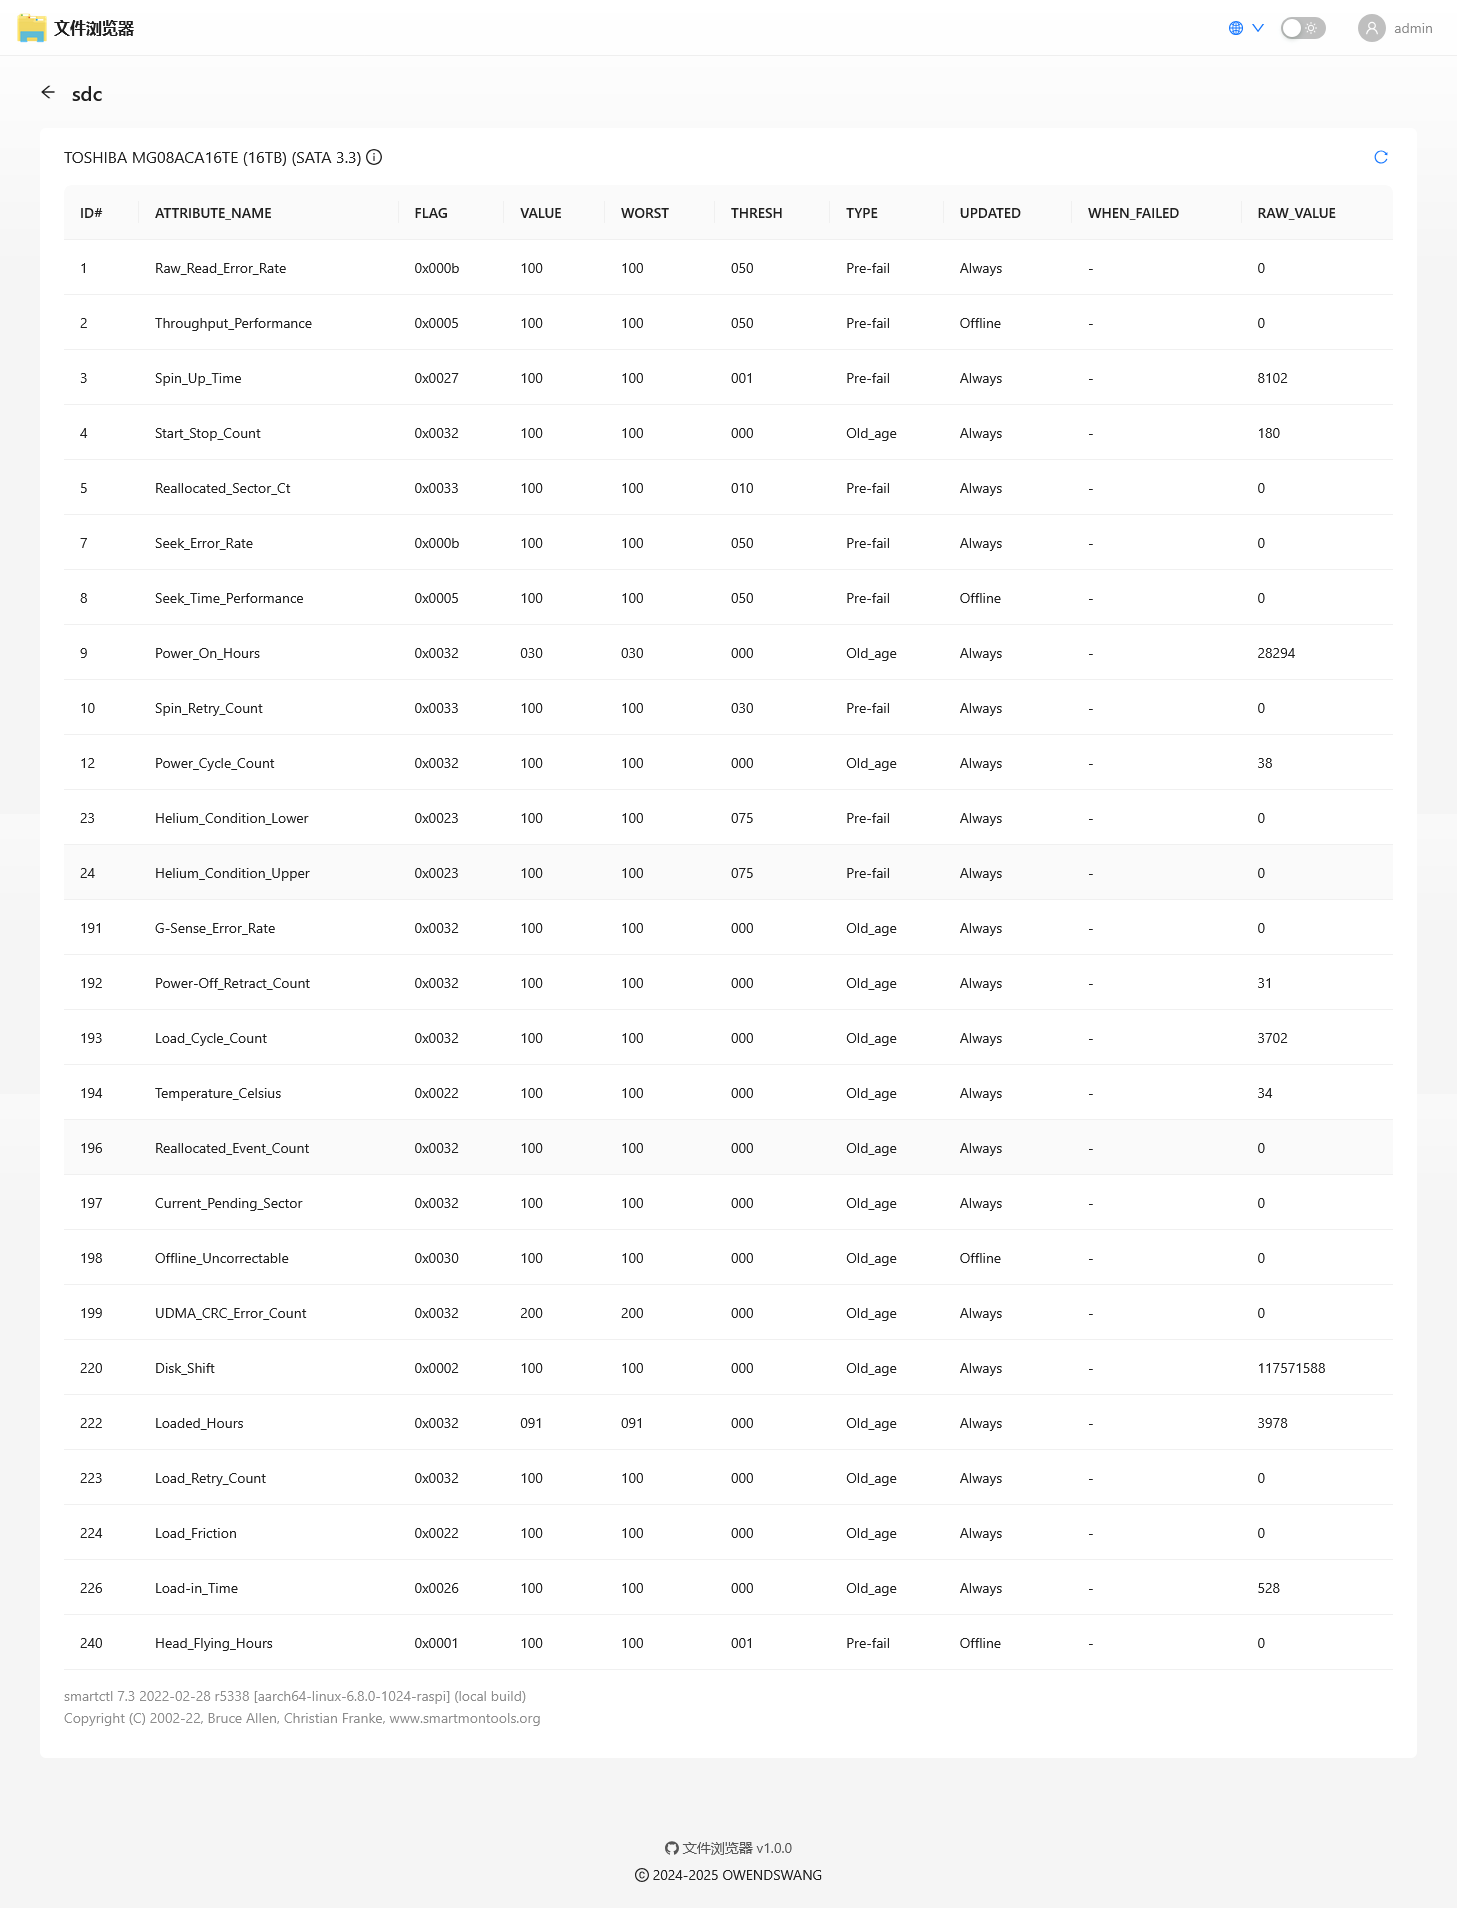 文件浏览器
admin
sdc
TOSHIBA MG08ACA16TE (16TB) (SATA 3.3)
ID# ATTRIBUTE_NAME FLAG VALUE WORST THRESH TYPE UPDATED WHEN_FAILED RAW_VALUE
1 Raw_Read_Error_Rate 0x000b 100 100 050 Pre-fail Always - 0
2 Throughput_Performance 0x0005 100 100 050 Pre-fail Offline - 0
3 Spin_Up_Time 0x0027 100 100 001 Pre-fail Always - 8102
4 Start_Stop_Count 0x0032 100 100 000 Old_age Always - 180
5 Reallocated_Sector_Ct 0x0033 100 100 010 Pre-fail Always - 0
7 Seek_Error_Rate 0x000b 100 100 050 Pre-fail Always - 0
8 Seek_Time_Performance 0x0005 100 100 050 Pre-fail Offline - 0
9 Power_On_Hours 0x0032 030 030 000 Old_age Always - 28294
10 Spin_Retry_Count 0x0033 100 100 030 Pre-fail Always - 0
12 Power_Cycle_Count 0x0032 100 100 000 Old_age Always - 38
23 Helium_Condition_Lower 0x0023 100 100 075 Pre-fail Always - 0
24 Helium_Condition_Upper 0x0023 100 100 075 Pre-fail Always - 0
191 G-Sense_Error_Rate 0x0032 100 100 000 Old_age Always - 0
192 Power-Off_Retract_Count 0x0032 100 100 000 Old_age Always - 31
193 Load_Cycle_Count 0x0032 100 100 000 Old_age Always - 3702
194 Temperature_Celsius 0x0022 100 100 000 Old_age Always - 34
196 Reallocated_Event_Count 0x0032 100 100 000 Old_age Always - 0
197 Current_Pending_Sector 0x0032 100 100 000 Old_age Always - 0
198 Offline_Uncorrectable 0x0030 100 100 000 Old_age Offline - 0
199 UDMA_CRC_Error_Count 0x0032 200 200 000 Old_age Always - 0
220 Disk_Shift 0x0002 100 100 000 Old_age Always - 117571588
222 Loaded_Hours 0x0032 091 091 000 Old_age Always - 3978
223 Load_Retry_Count 0x0032 100 100 000 Old_age Always - 0
224 Load_Friction 0x0022 100 100 000 Old_age Always - 0
226 Load-in_Time 0x0026 100 100 000 Old_age Always - 528
240 Head_Flying_Hours 0x0001 100 100 001 Pre-fail Offline - 0
smartctl 7.3 2022-02-28 r5338 [aarch64-linux-6.8.0-1024-raspi] (local build)
Copyright (C) 2002-22, Bruce Allen, Christian Franke, www.smartmontools.org
文件浏览器 v1.0.0
© 2024-2025 OWENDSWANG